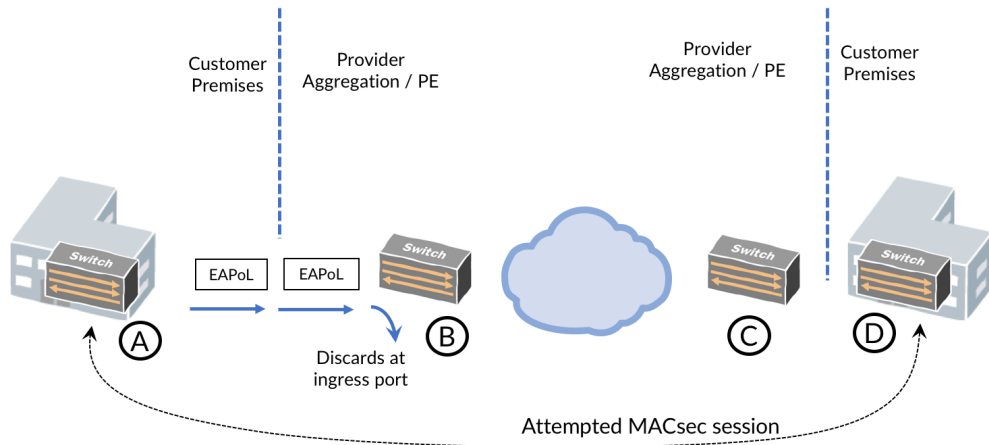 Customer
Premises
Provider
Aggregation / PE
Provider
Aggregation / PE
Customer
Premises
Switch
EAPoL
EAPoL
Switch
Switch
Switch
A
B
C
D
Discards at
ingress port
Attempted MACsec session